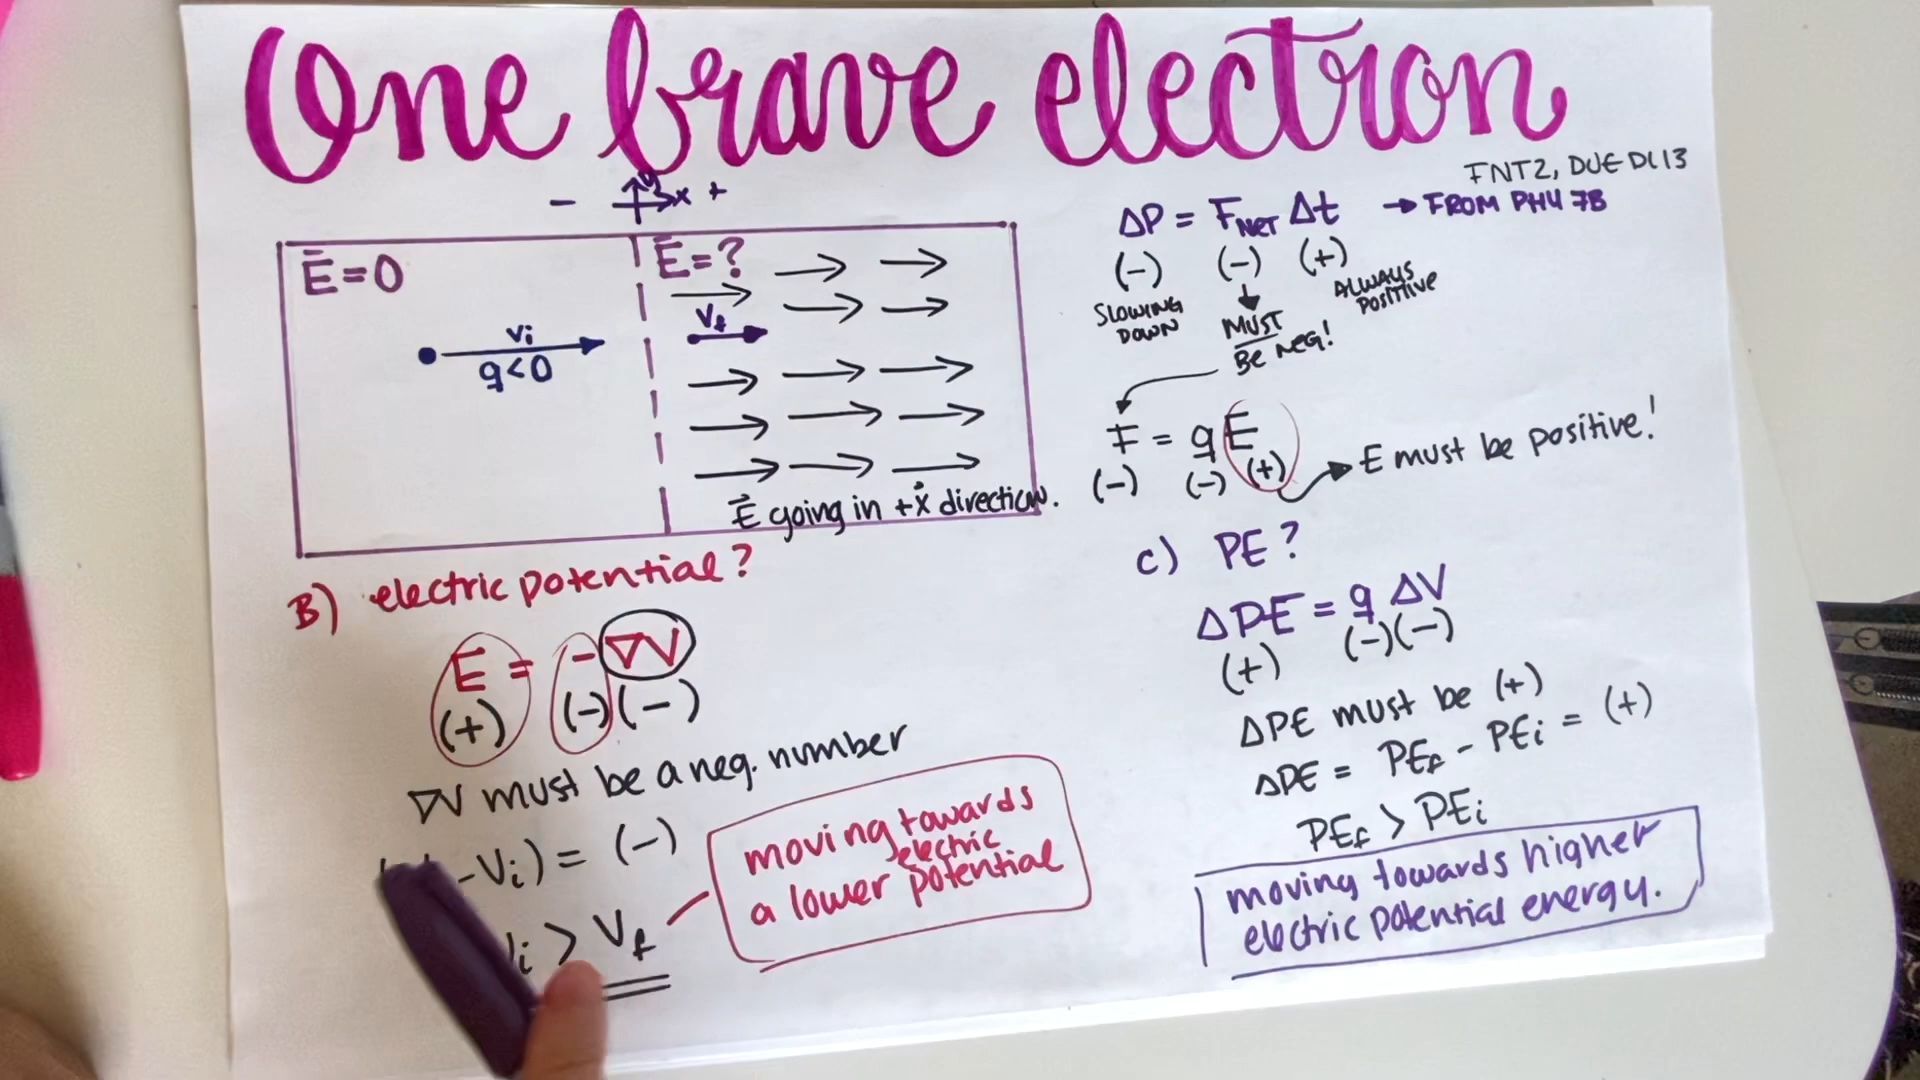 One brave electron
FNT2, DUE DL13
- y x +
E⃗=0
vi
q<0
E⃗=?
vf
E⃗ going in +x direction.
ΔP = FNET Δt → FROM PHY 7B
(-) (-) (+)
SLOWING DOWN
MUST BE NEG!
ALWAYS POSITIVE
F = qE
(-) (-) (+)
E must be positive!
B) electric potential?
E = -∇V
(+) (-)(-)
∇V must be a neg. number
-Vi) = (-)
i > Vf
moving towards
a lower electric potential
c) PE?
ΔPE = q ΔV
(+) (-)(-)
ΔPE must be (+)
ΔPE = PEf - PEi = (+)
PEf > PEi
moving towards higher
electric potential energy.